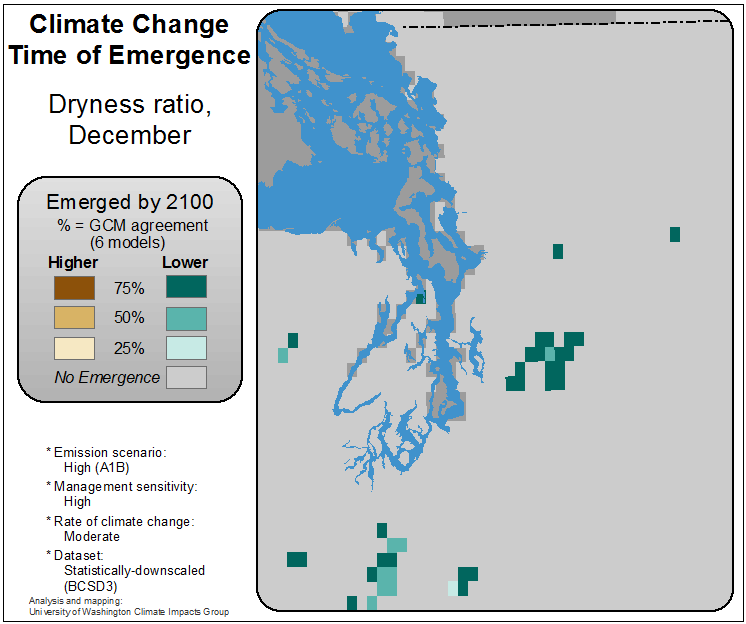 Climate Change
Time of Emergence
Dryness ratio,
December
Emerged by 2100
% = GCM agreement
(6 models)
Higher Lower
75%
50%
25%
No Emergence
* Emission scenario:
High (A1B)
* Management sensitivity:
High
* Rate of climate change:
Moderate
* Dataset:
Statistically-downscaled
(BCSD3)
Analysis and mapping:
University of Washington Climate Impacts Group